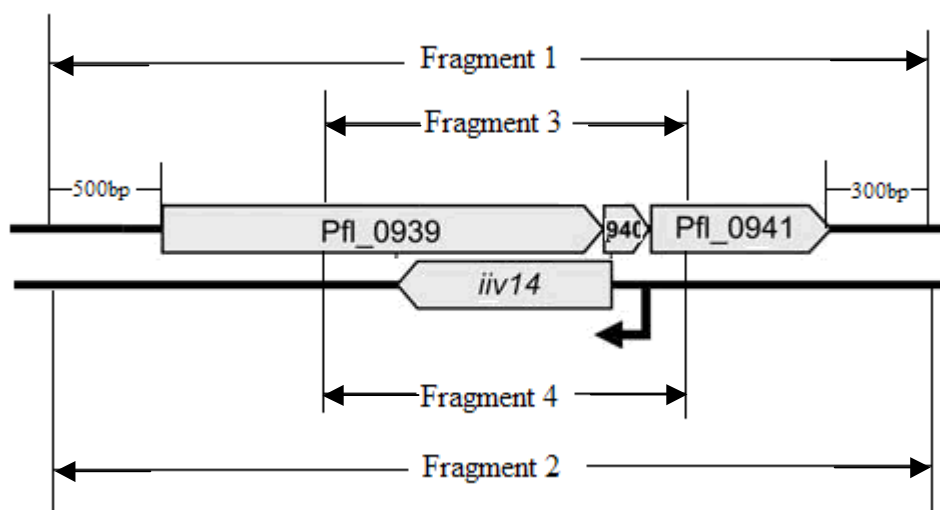 Fragment 1
Fragment 3
500bp
300bp
Pfl_0939
940
Pfl_0941
iiv14
Fragment 4
Fragment 2